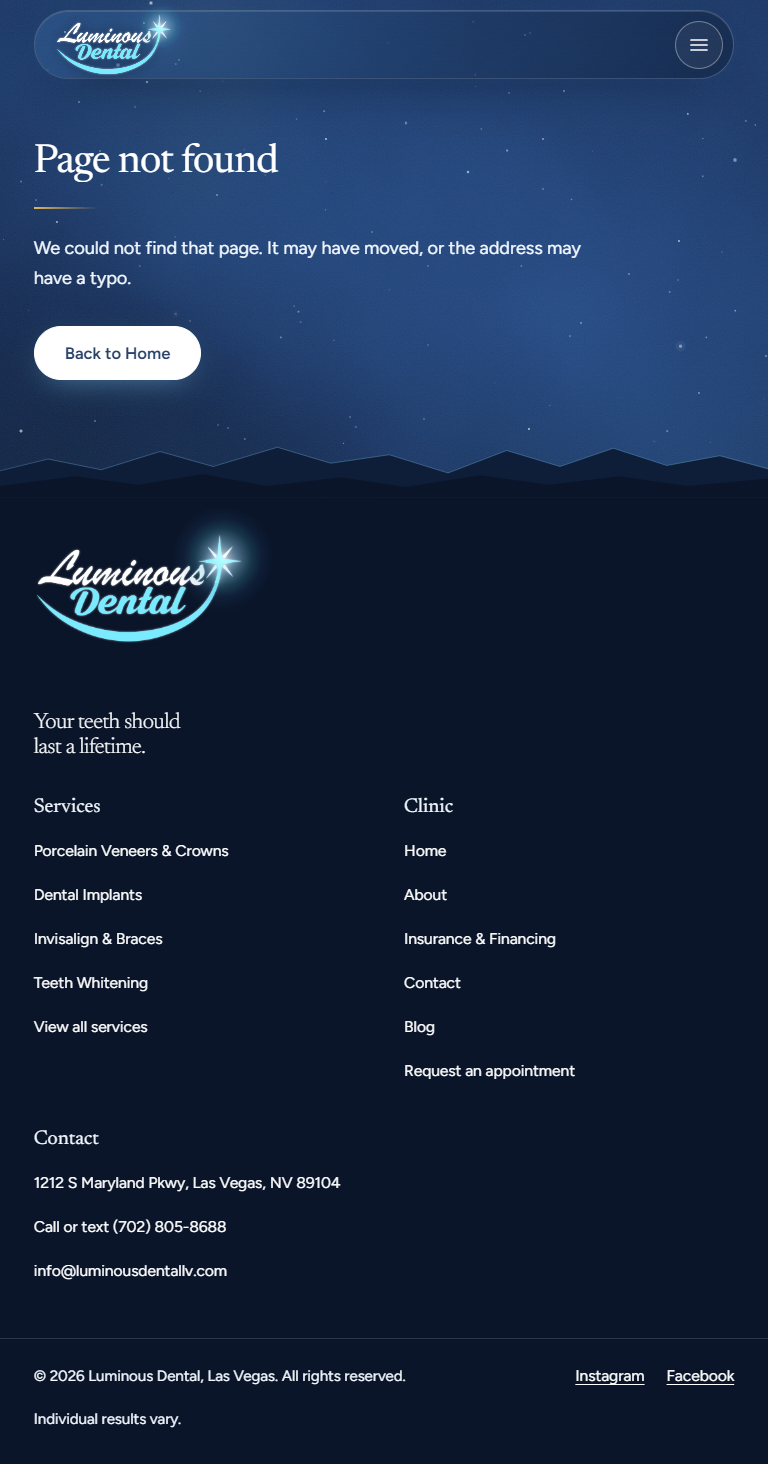 Luminous
Dental
Page not found
We could not find that page. It may have moved, or the address may
have a typo.
Back to Home
Luminous
Dental
Your teeth should
last a lifetime.
Services
Porcelain Veneers & Crowns
Dental Implants
Invisalign & Braces
Teeth Whitening
View all services
Clinic
Home
About
Insurance & Financing
Contact
Blog
Request an appointment
Contact
1212 S Maryland Pkwy, Las Vegas, NV 89104
Call or text (702) 805-8688
info@luminousdentallv.com
© 2026 Luminous Dental, Las Vegas. All rights reserved.
Instagram
Facebook
Individual results vary.